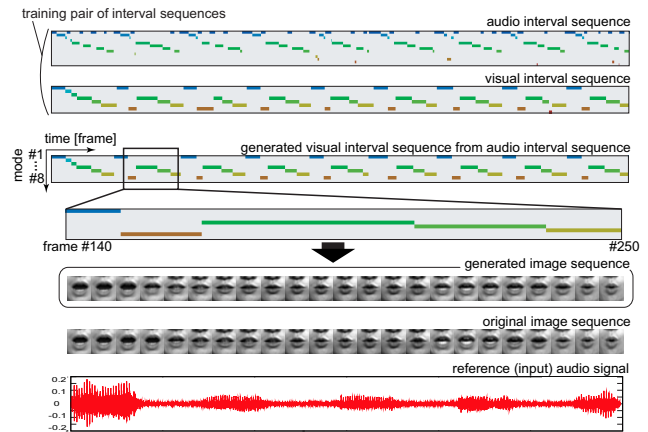 training pair of interval sequences
audio interval sequence
visual interval sequence
time [frame]
mode
#1
...
#8
generated visual interval sequence from audio interval sequence
frame #140
#250
generated image sequence
original image sequence
reference (input) audio signal
0.2
0.1
0
-0.1
-0.2